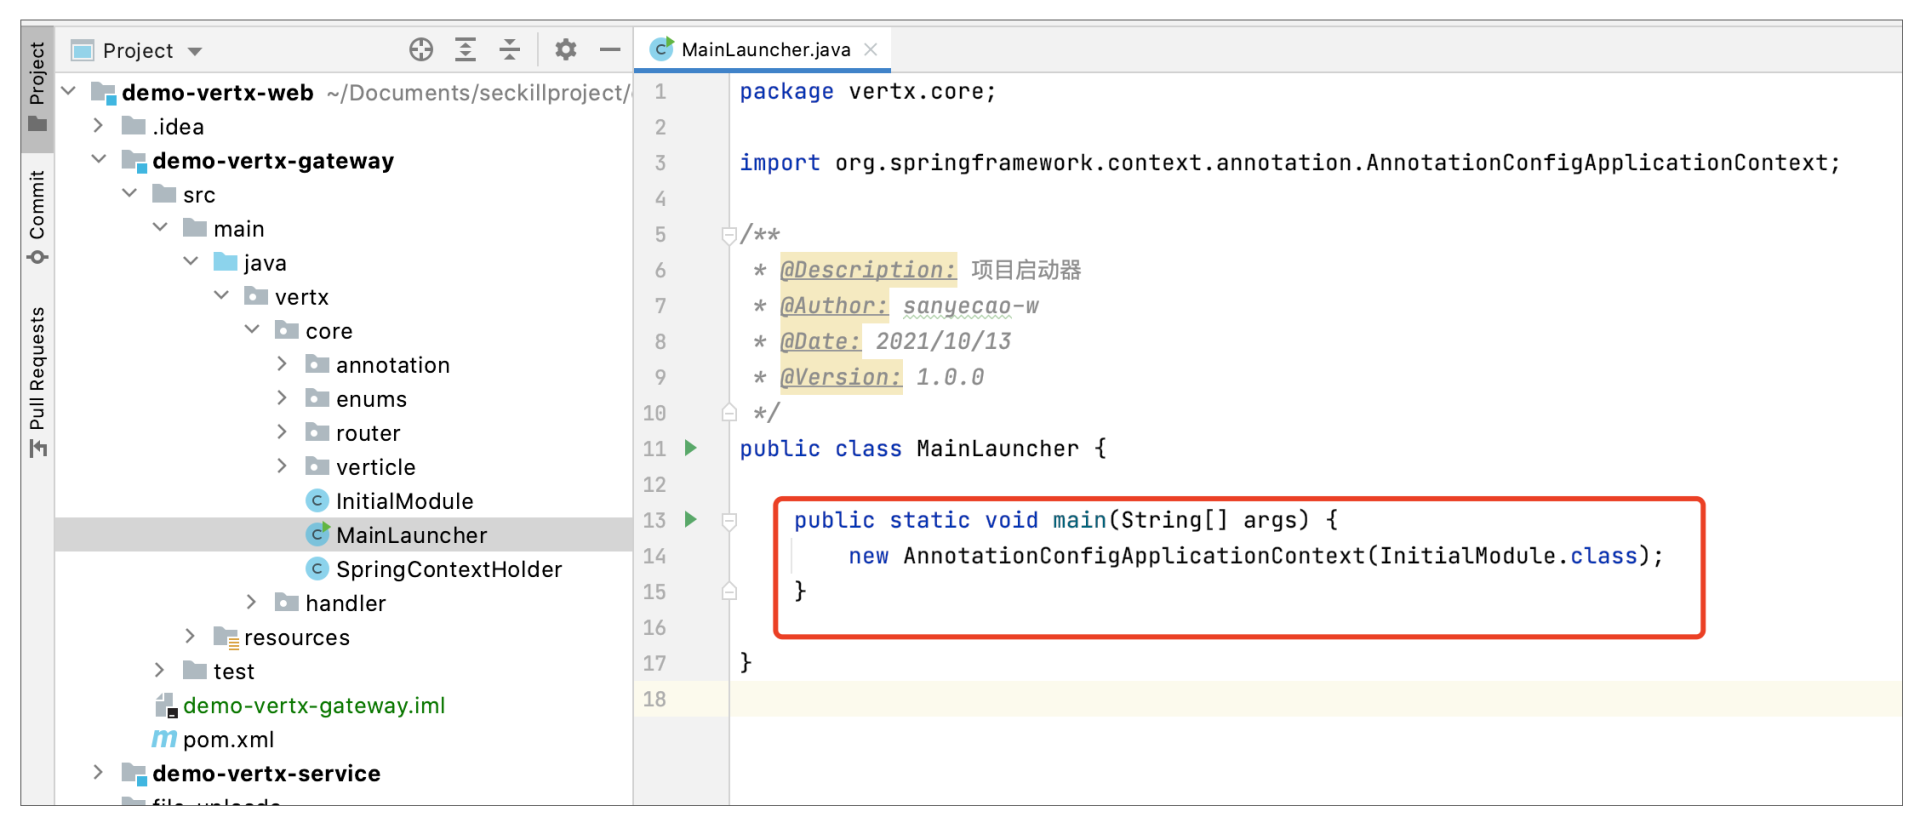 Project
Commit
Pull Requests
Project
demo-vertx-web ~/Documents/seckillproject/
.idea
demo-vertx-gateway
src
main
java
vertx
core
annotation
enums
router
verticle
InitialModule
MainLauncher
SpringContextHolder
handler
resources
test
demo-vertx-gateway.iml
pom.xml
demo-vertx-service
MainLauncher.java
1 package vertx.core;
2
3 import org.springframework.context.annotation.AnnotationConfigApplicationContext;
4
5 /**
6 * @Description: 项目启动器
7 * @Author: sanyecao-w
8 * @Date: 2021/10/13
9 * @Version: 1.0.0
10 */
11 public class MainLauncher {
12
13 public static void main(String[] args) {
14 new AnnotationConfigApplicationContext(InitialModule.class);
15 }
16
17 }
18